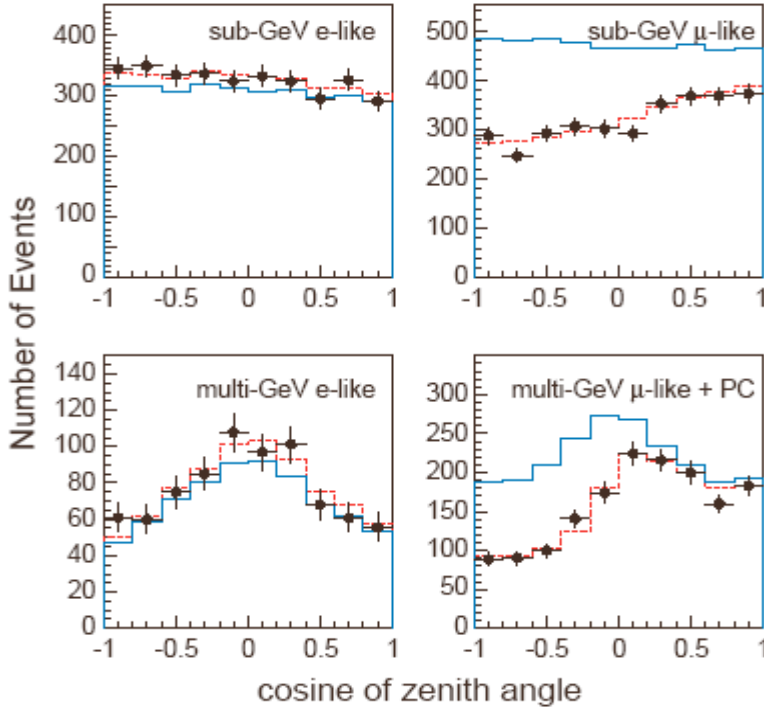 Number of Events
sub-GeV e-like
400
300
200
100
0
-1 -0.5 0 0.5 1
sub-GeV μ-like
500
400
300
200
100
0
-1 -0.5 0 0.5 1
multi-GeV e-like
140
120
100
80
60
40
20
0
-1 -0.5 0 0.5 1
multi-GeV μ-like + PC
300
250
200
150
100
50
0
-1 -0.5 0 0.5 1
cosine of zenith angle